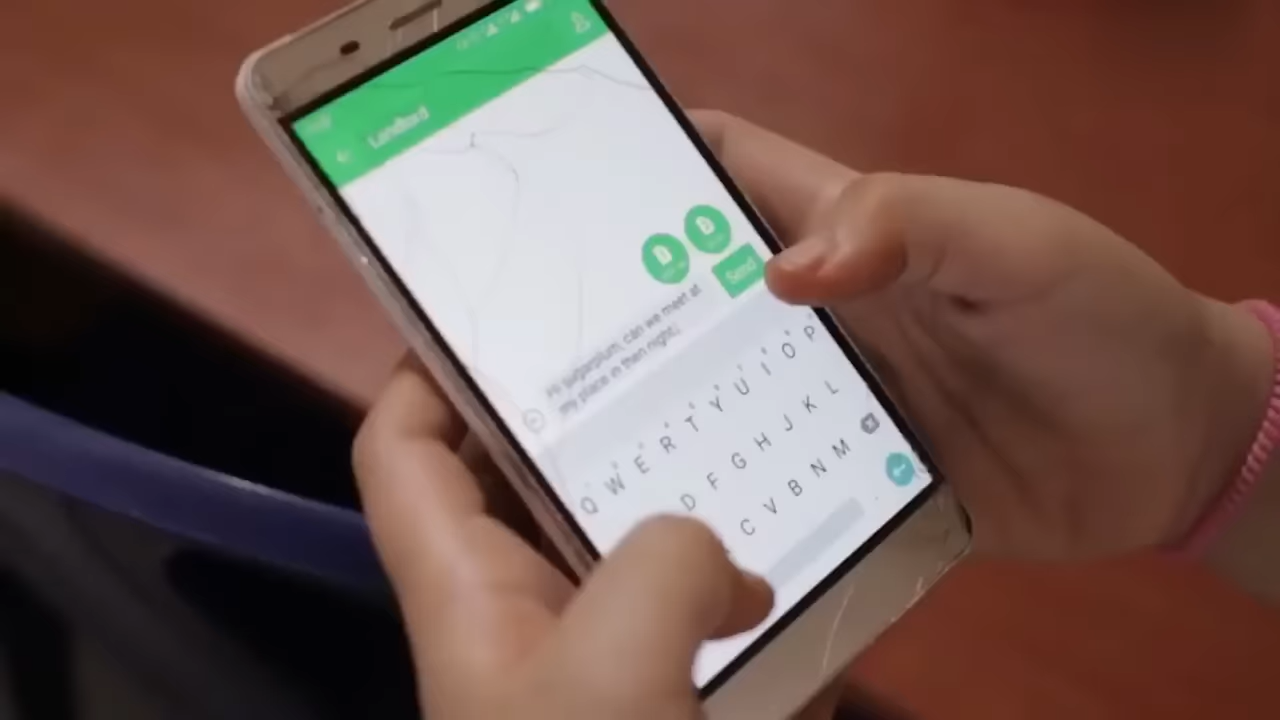 Landlord
D D
Send
Hi sugarplum, can we meet at
my place in then night;
Q W E R T Y U I O P
D F G H J K L
C V B N M